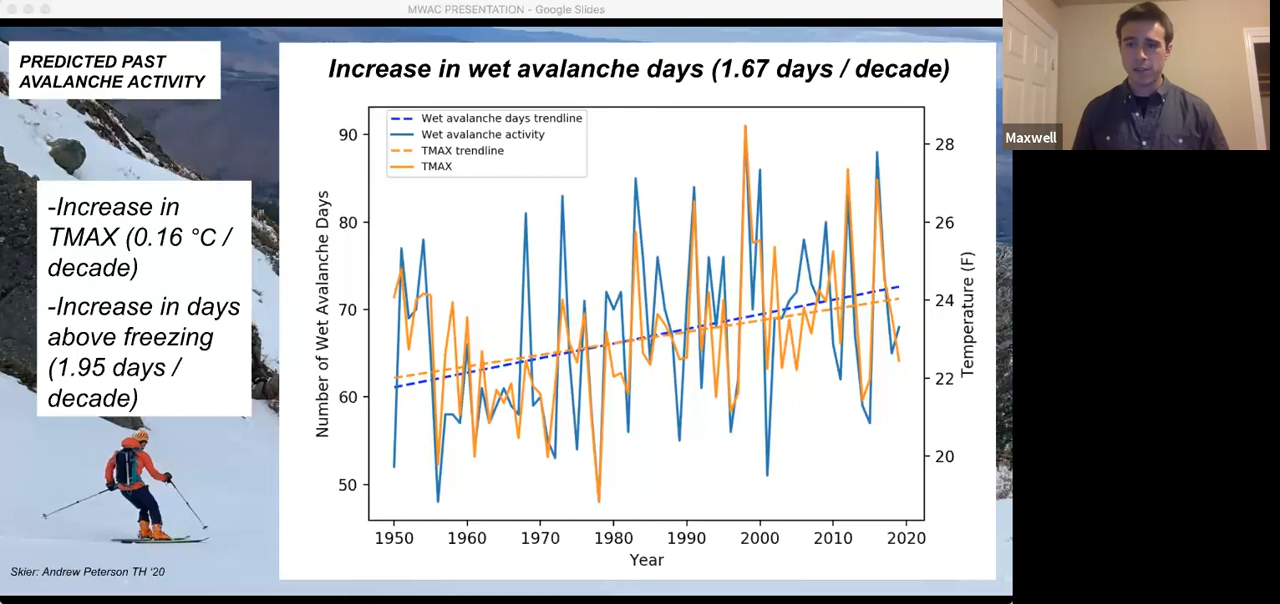 MWAC PRESENTATION - Google Slides
PREDICTED PAST
AVALANCHE ACTIVITY
Increase in wet avalanche days (1.67 days / decade)
Maxwell
-Increase in
TMAX (0.16 °C /
decade)
-Increase in days
above freezing
(1.95 days /
decade)
Wet avalanche days trendline
Wet avalanche activity
TMAX trendline
TMAX
Number of Wet Avalanche Days
90
80
70
60
50
28
26
24
22
20
Temperature (F)
1950 1960 1970 1980 1990 2000 2010 2020
Year
Skier: Andrew Peterson TH '20